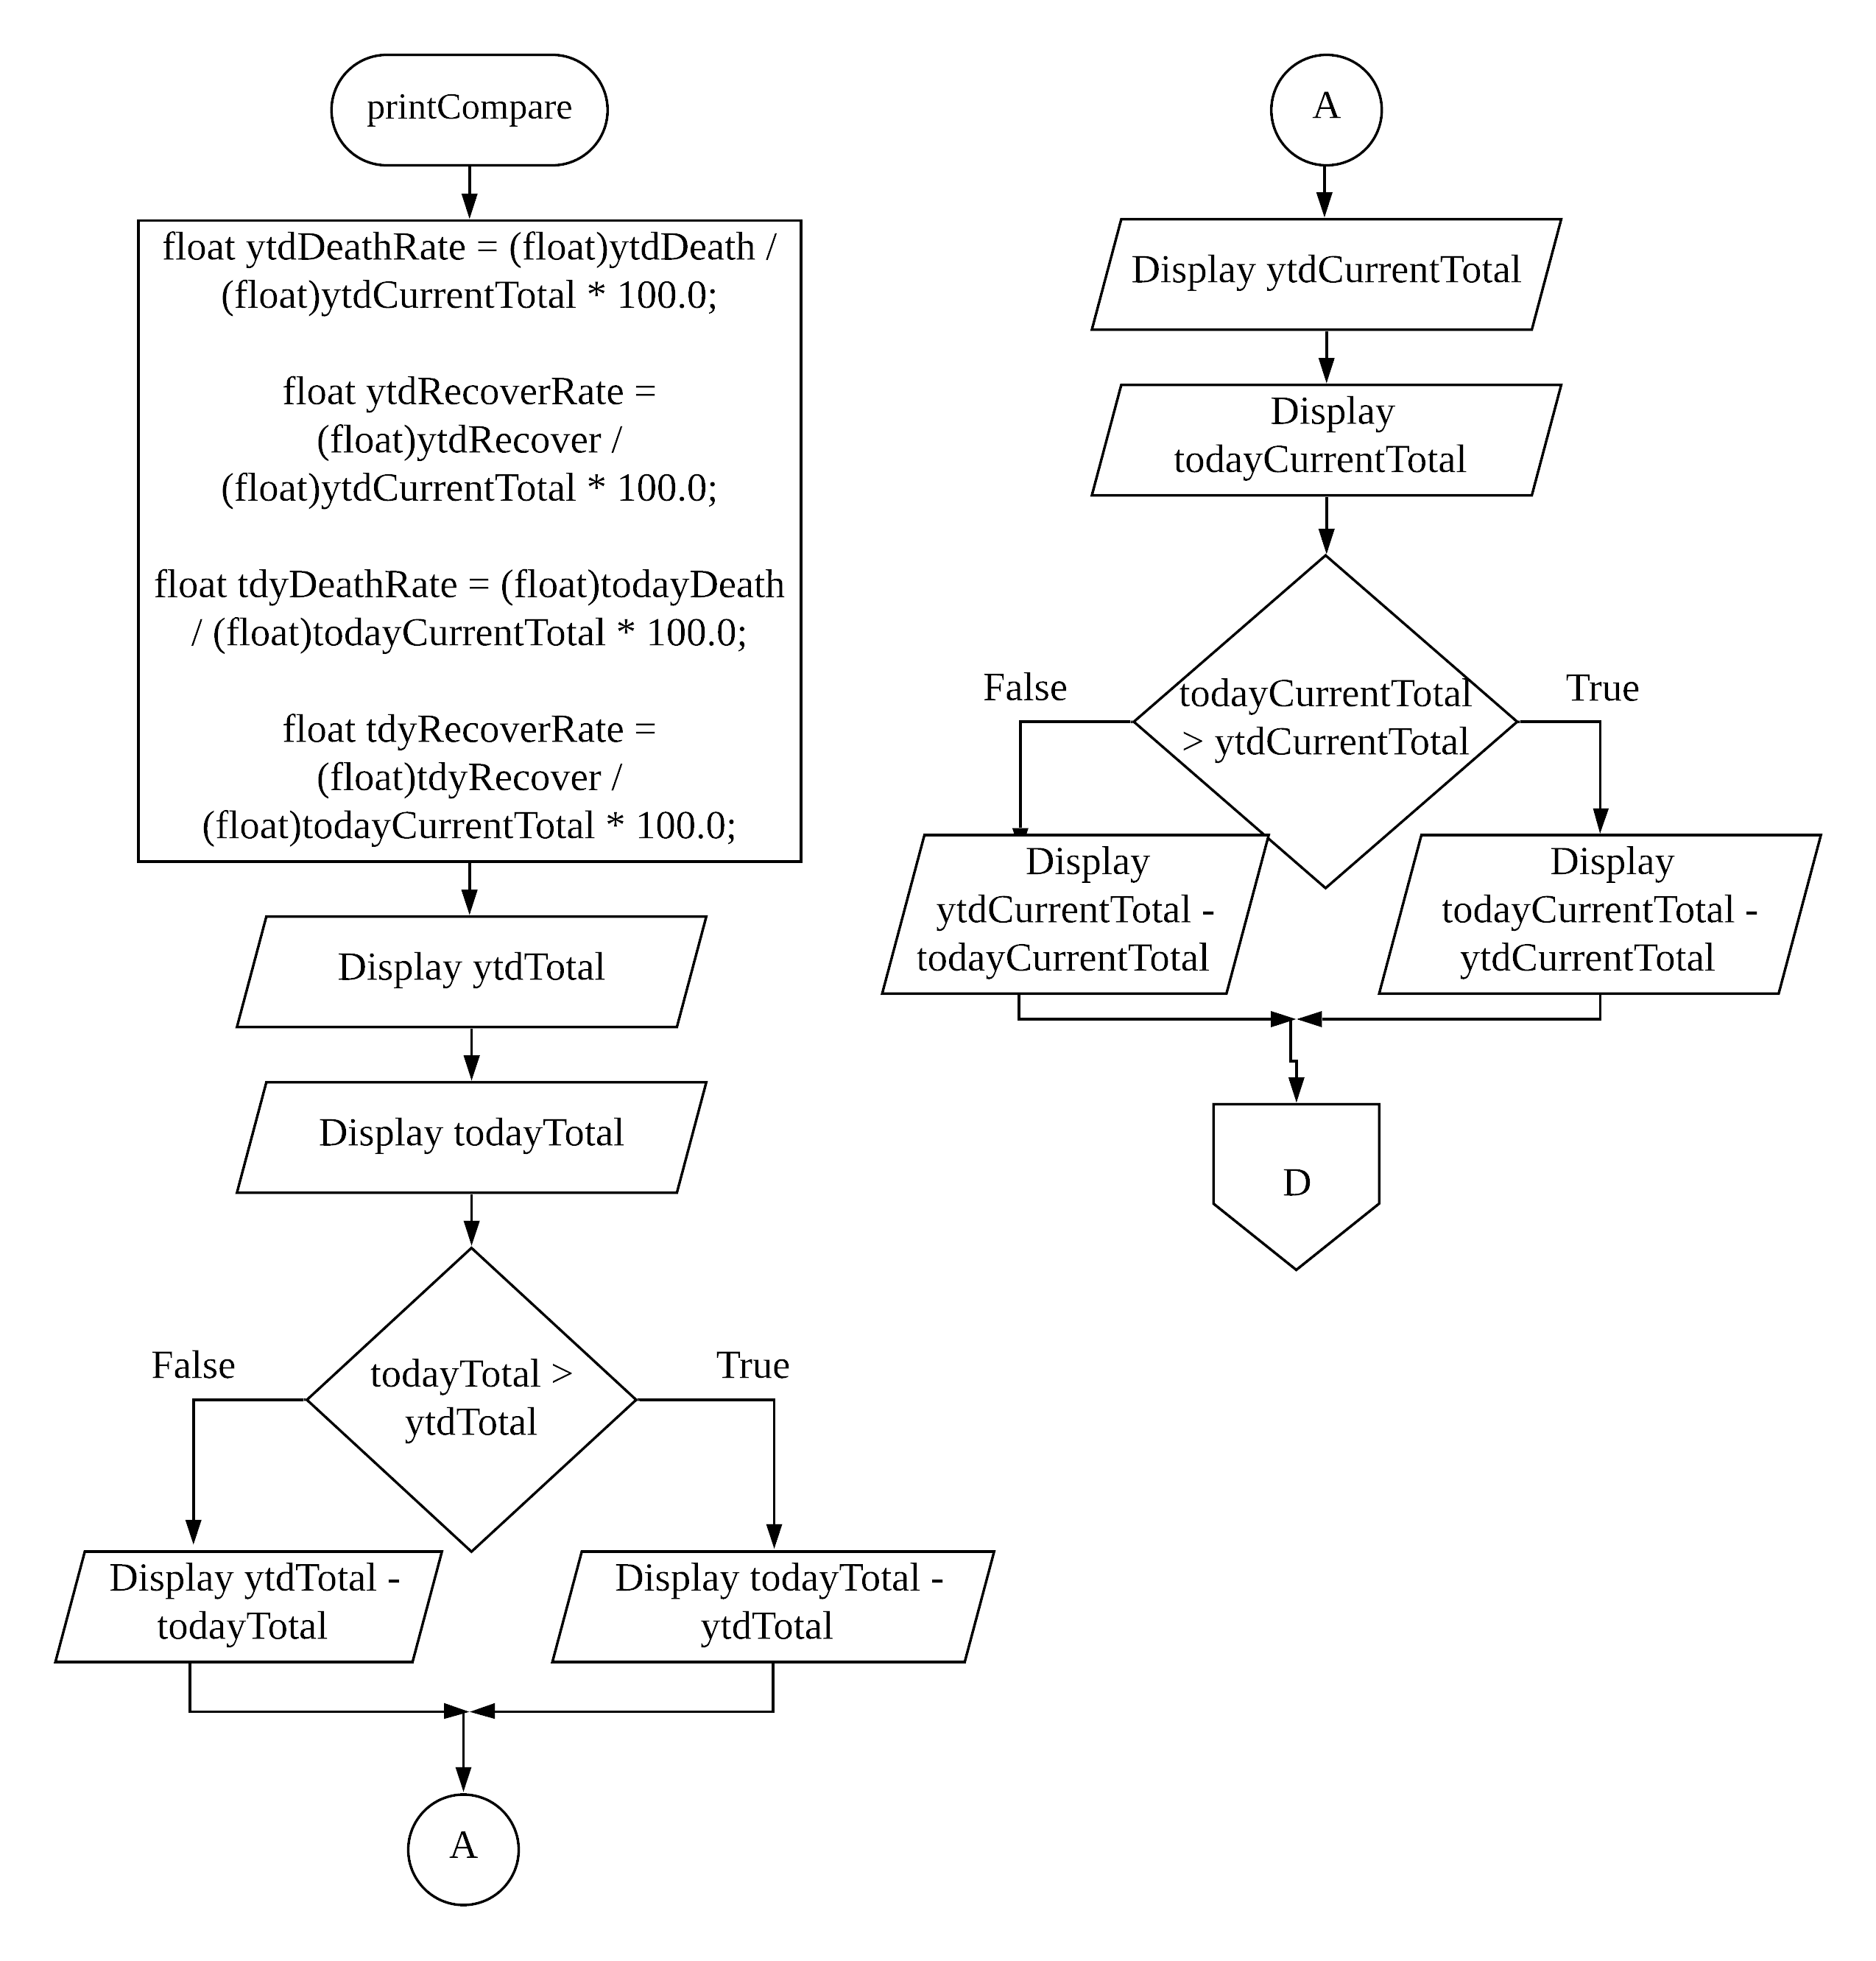 printCompare
float ytdDeathRate = (float)ytdDeath /
(float)ytdCurrentTotal * 100.0;
float ytdRecoverRate =
(float)ytdRecover /
(float)ytdCurrentTotal * 100.0;
float tdyDeathRate = (float)todayDeath
/ (float)todayCurrentTotal * 100.0;
float tdyRecoverRate =
(float)tdyRecover /
(float)todayCurrentTotal * 100.0;
Display ytdTotal
Display todayTotal
todayTotal >
ytdTotal
False
True
Display ytdTotal -
todayTotal
Display todayTotal -
ytdTotal
A
A
Display ytdCurrentTotal
Display
todayCurrentTotal
todayCurrentTotal
> ytdCurrentTotal
False
True
Display
ytdCurrentTotal -
todayCurrentTotal
Display
todayCurrentTotal -
ytdCurrentTotal
D